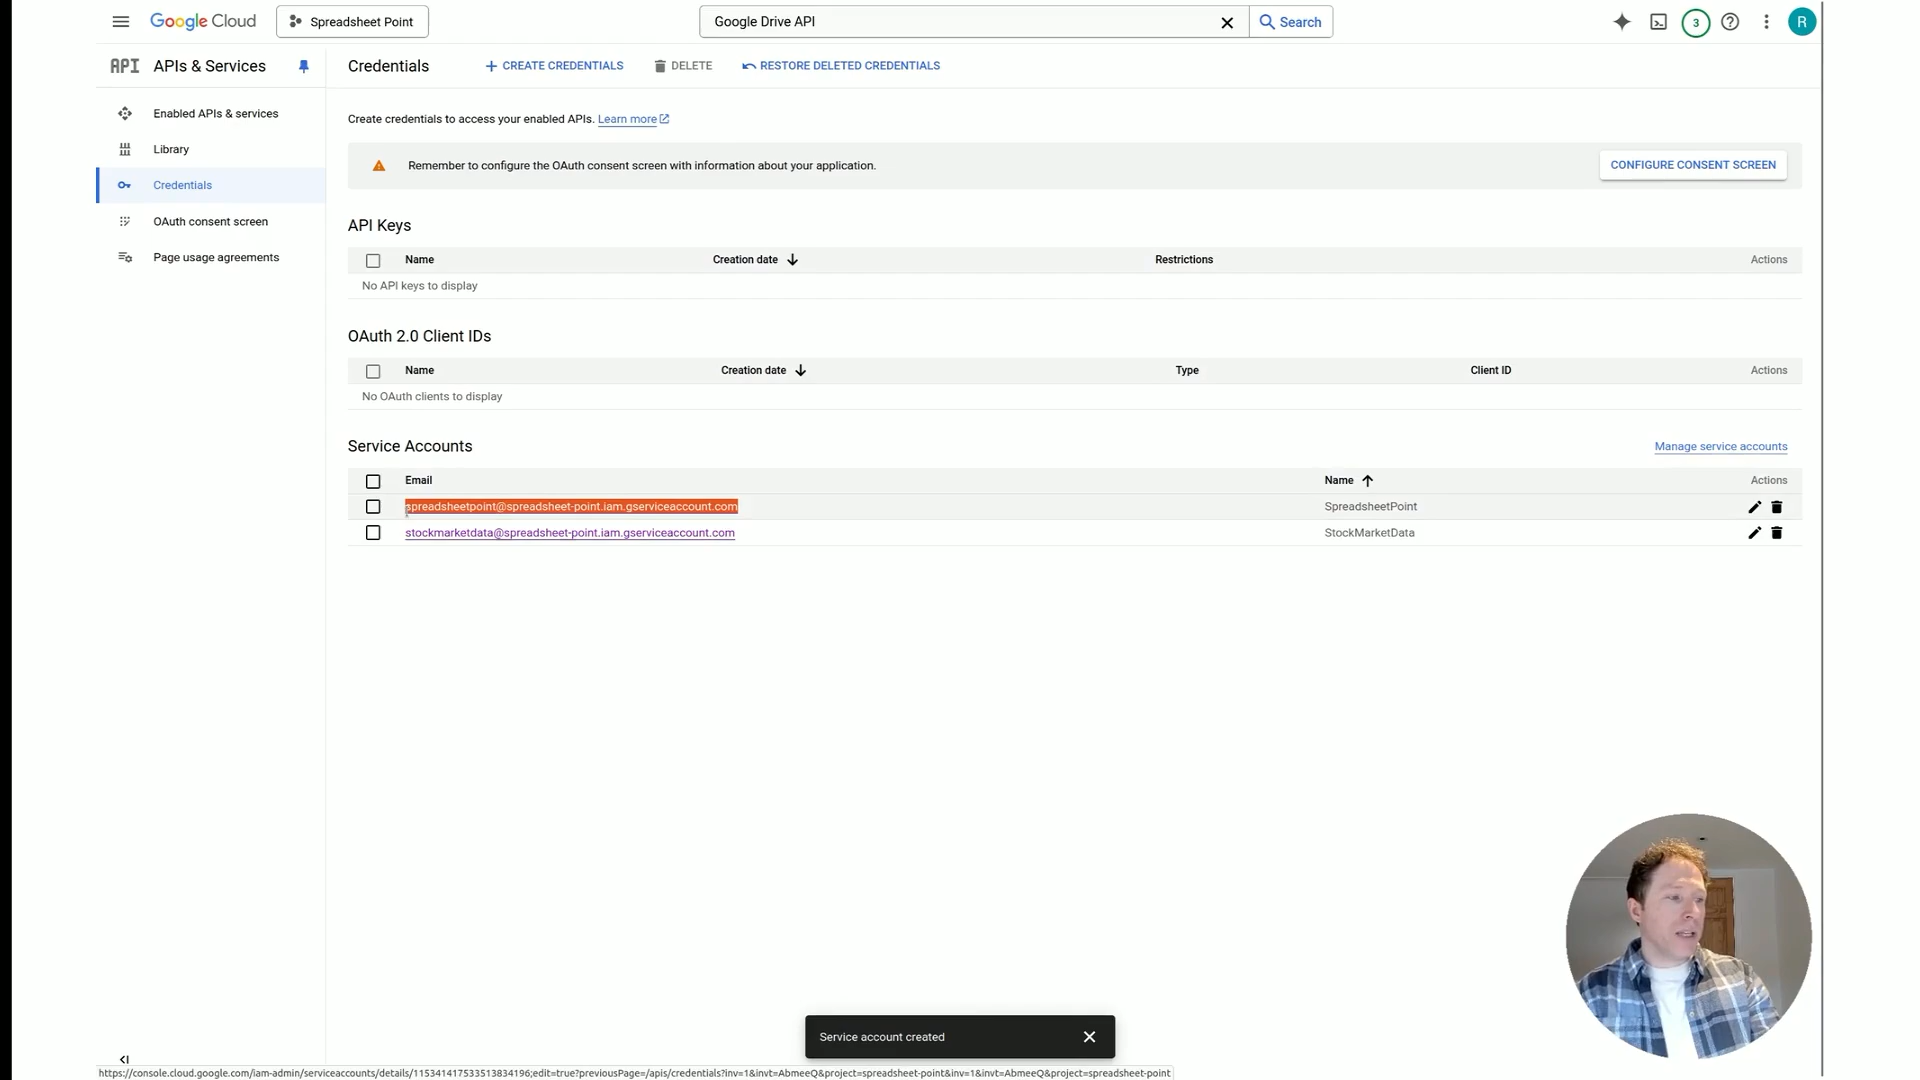 Google Cloud
Spreadsheet Point
Google Drive API
Search
3
R
API APIs & Services
Credentials
CREATE CREDENTIALS
DELETE
RESTORE DELETED CREDENTIALS
Enabled APIs & services
Library
Credentials
OAuth consent screen
Page usage agreements
Create credentials to access your enabled APIs. Learn more
Remember to configure the OAuth consent screen with information about your application.
CONFIGURE CONSENT SCREEN
API Keys
Name Creation date Restrictions Actions
No API keys to display
OAuth 2.0 Client IDs
Name Creation date Type Client ID Actions
No OAuth clients to display
Service Accounts
Manage service accounts
Email Name Actions
spreadsheetpoint@spreadsheet-point.iam.gserviceaccount.com SpreadsheetPoint
stockmarketdata@spreadsheet-point.iam.gserviceaccount.com StockMarketData
Service account created
https://console.cloud.google.com/iam-admin/serviceaccounts/details/115341417533513834196;edit=true?previousPage=/apis/credentials?inv=1&invt=AbmeeQ&project=spreadsheet-point&inv=1&invt=AbmeeQ&project=spreadsheet-point